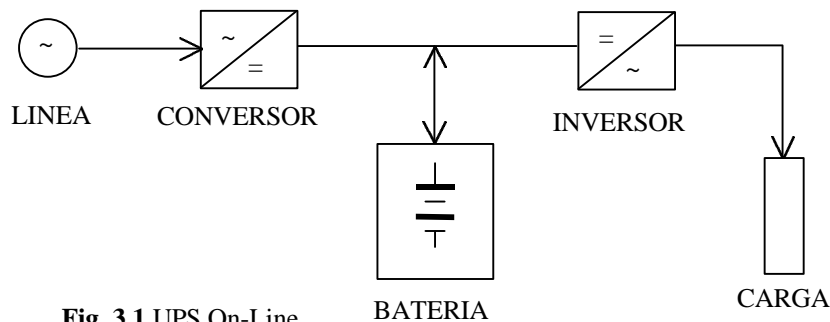 ~
~
=
=
~
LINEA
CONVERSOR
INVERSOR
BATERIA
CARGA
Fig. 3.1 UPS On-Line